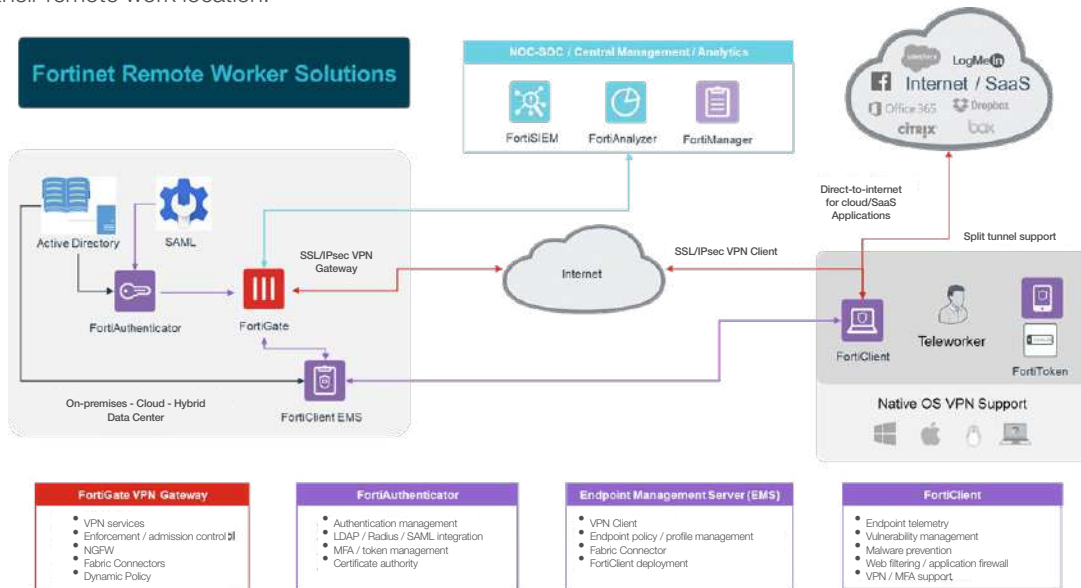 their remote work location.
Fortinet Remote Worker Solutions
NOC-SOC / Central Management / Analytics
FortiSIEM
FortiAnalyzer
FortiManager
salesforce
LogMeIn
Internet / SaaS
Office 365
Dropbox
citrix
box
Active Directory
SAML
FortiAuthenticator
FortiGate
SSL/IPsec VPN
Gateway
FortiClient EMS
On-premises - Cloud - Hybrid
Data Center
Internet
SSL/IPsec VPN Client
Direct-to-internet
for cloud/SaaS
Applications
Split tunnel support
FortiClient
Teleworker
FortiToken
Native OS VPN Support
FortiGate VPN Gateway
• VPN services
• Enforcement / admission control
• NGFW
• Fabric Connectors
• Dynamic Policy
FortiAuthenticator
• Authentication management
• LDAP / Radius / SAML integration
• MFA / token management
• Certificate authority
Endpoint Management Server (EMS)
• VPN Client
• Endpoint policy / profile management
• Fabric Connector
• FortiClient deployment
FortiClient
• Endpoint telemetry
• Vulnerability management
• Malware prevention
• Web filtering / application firewall
• VPN / MFA support